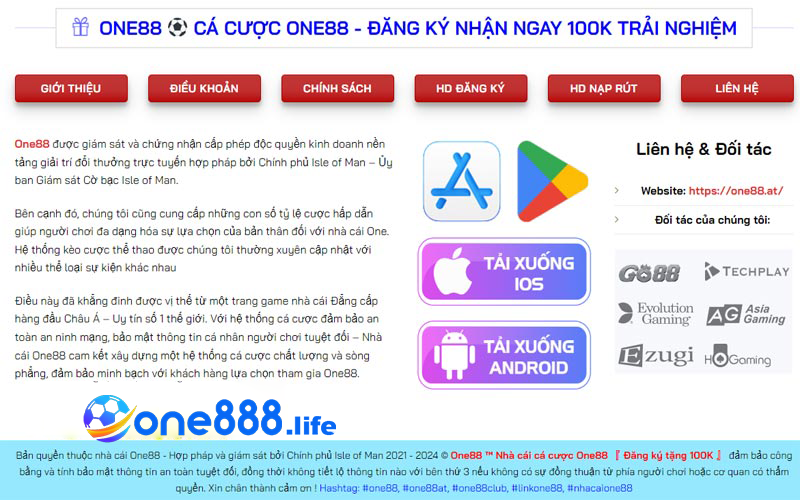 ONE88 CÁ CƯỢC ONE88 - ĐĂNG KÝ NHẬN NGAY 100K TRẢI NGHIỆM
GIỚI THIỆU
ĐIỀU KHOẢN
CHÍNH SÁCH
HD ĐĂNG KÝ
HD NẠP RÚT
LIÊN HỆ
One88 được giám sát và chứng nhận cấp phép độc quyền kinh doanh nền
tảng giải trí đổi thưởng trực tuyến hợp pháp bởi Chính phủ Isle of Man – Ủy
ban Giám sát Cờ bạc Isle of Man.
Bên cạnh đó, chúng tôi cũng cung cấp những con số tỷ lệ cược hấp dẫn
giúp người chơi đa dạng hóa sự lựa chọn của bản thân đối với nhà cái One.
Hệ thống kèo cược thể thao được chúng tôi thường xuyên cập nhật với
nhiều thể loại sự kiện khác nhau
Điều này đã khẳng đinh được vị thế từ một trang game nhà cái Đẳng cấp
hàng đầu Châu Á – Uy tín số 1 thế giới. Với hệ thống cá cược đảm bảo an
toàn an ninh mạng, bảo mật thông tin cá nhân người chơi tuyệt đối – Nhà
cái One88 cam kết xây dựng một hệ thống cá cược chất lượng và sòng
phẳng, đảm bảo minh bạch với khách hàng lựa chọn tham gia One88.
TẢI XUỐNG
IOS
TẢI XUỐNG
ANDROID
Liên hệ & Đối tác
Website: https://one88.at/
Đối tác của chúng tôi:
GO88
TECHPLAY
Evolution
Gaming
AG Asia
Gaming
Ezugi
HoGaming
one888.life
Bản quyền thuộc nhà cái One88 - Hợp pháp và giám sát bởi Chính phủ Isle of Man 2021 - 2024 © One88 ™ Nhà cái cá cược One88 『 Đăng ký tặng 100K 』 đảm bảo công
bằng và tính bảo mật thông tin an toàn tuyệt đối, đồng thời không tiết lộ thông tin nào với bên thứ 3 nếu không có sự đồng thuận từ phía người chơi hoặc cơ quan có thẩm
quyền. Xin chân thành cảm ơn ! Hashtag: #one88, #one88at, #one88club, #linkone88, #nhacaione88